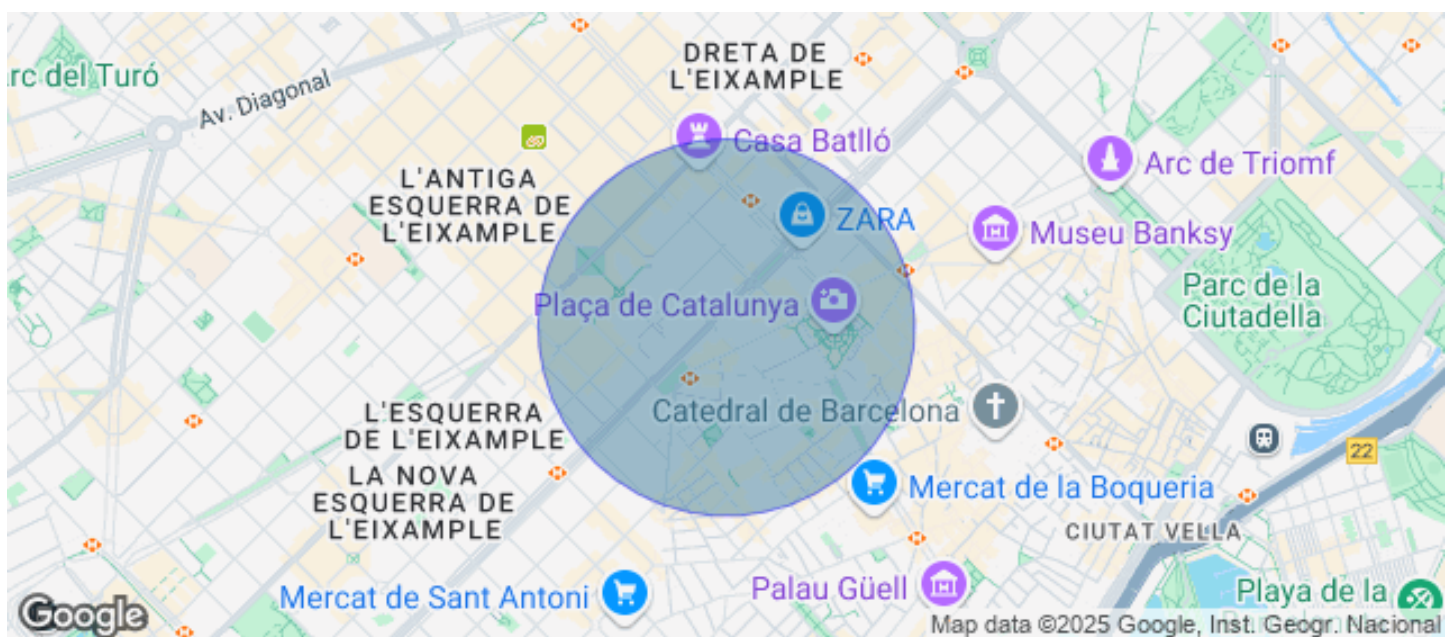 DRETA DE
L'EIXAMPLE
rc del Turó
Av. Diagonal
Casa Batlló
Arc de Triomf
L'ANTIGA
ESQUERRA DE
L'EIXAMPLE
ZARA
Museu Banksy
Plaça de Catalunya
Parc de la
Ciutadella
L'ESQUERRA
DE L'EIXAMPLE
Catedral de Barcelona
22
LA NOVA
ESQUERRA DE
L'EIXAMPLE
Mercat de la Boqueria
CIUTAT VELLA
Mercat de Sant Antoni
Palau Güell
Playa de la
Google
Map data ©2025 Google, Inst. Geogr. Nacional